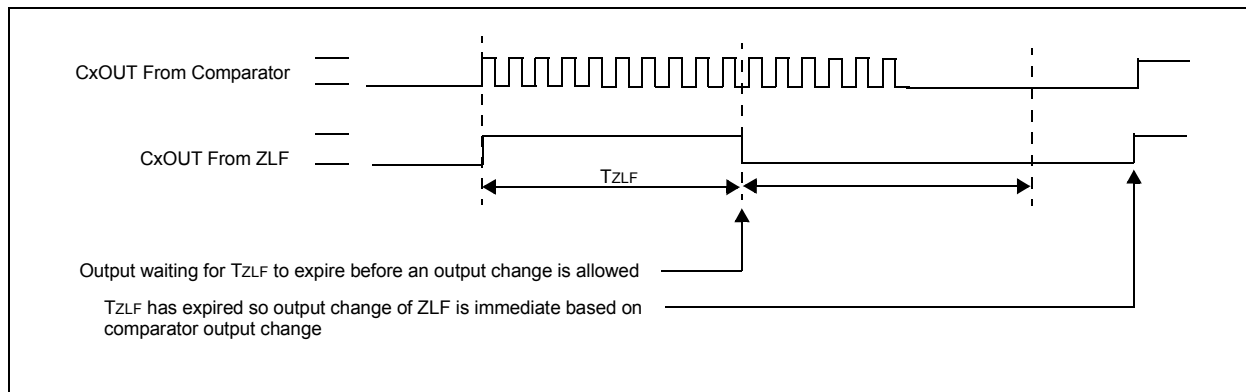 CxOUT From Comparator
CxOUT From ZLF
TZLF
Output waiting for TZLF to expire before an output change is allowed
TZLF has expired so output change of ZLF is immediate based on
comparator output change